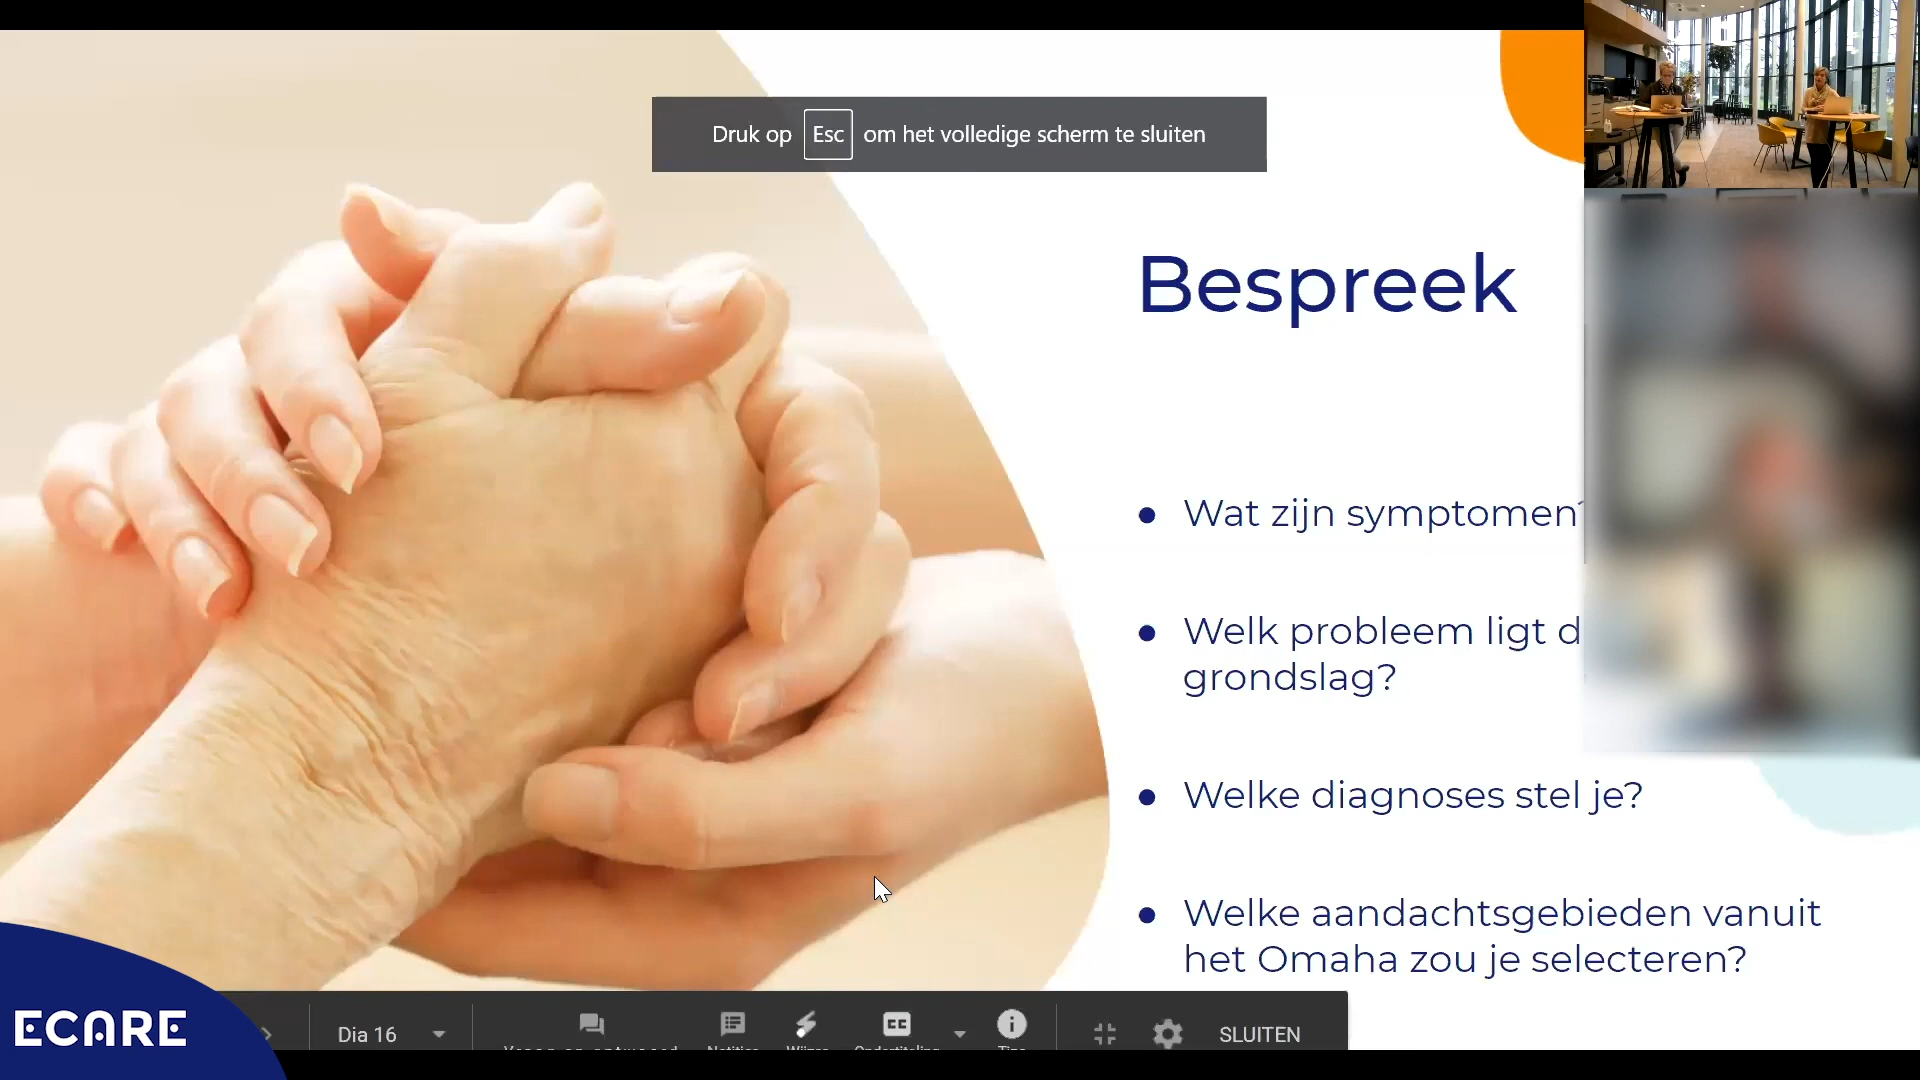 Druk op Esc om het volledige scherm te sluiten
Bespreek
Wat zijn symptomen?
Welk probleem ligt d
grondslag?
Welke diagnoses stel je?
Welke aandachtsgebieden vanuit
het Omaha zou je selecteren?
ECARE
Dia 16
CC
SLUITEN